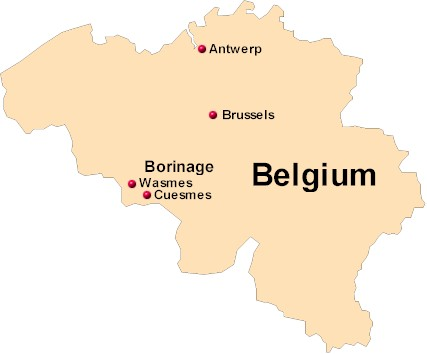 Antwerp
Brussels
Borinage
Belgium
Wasmes
Cuesmes